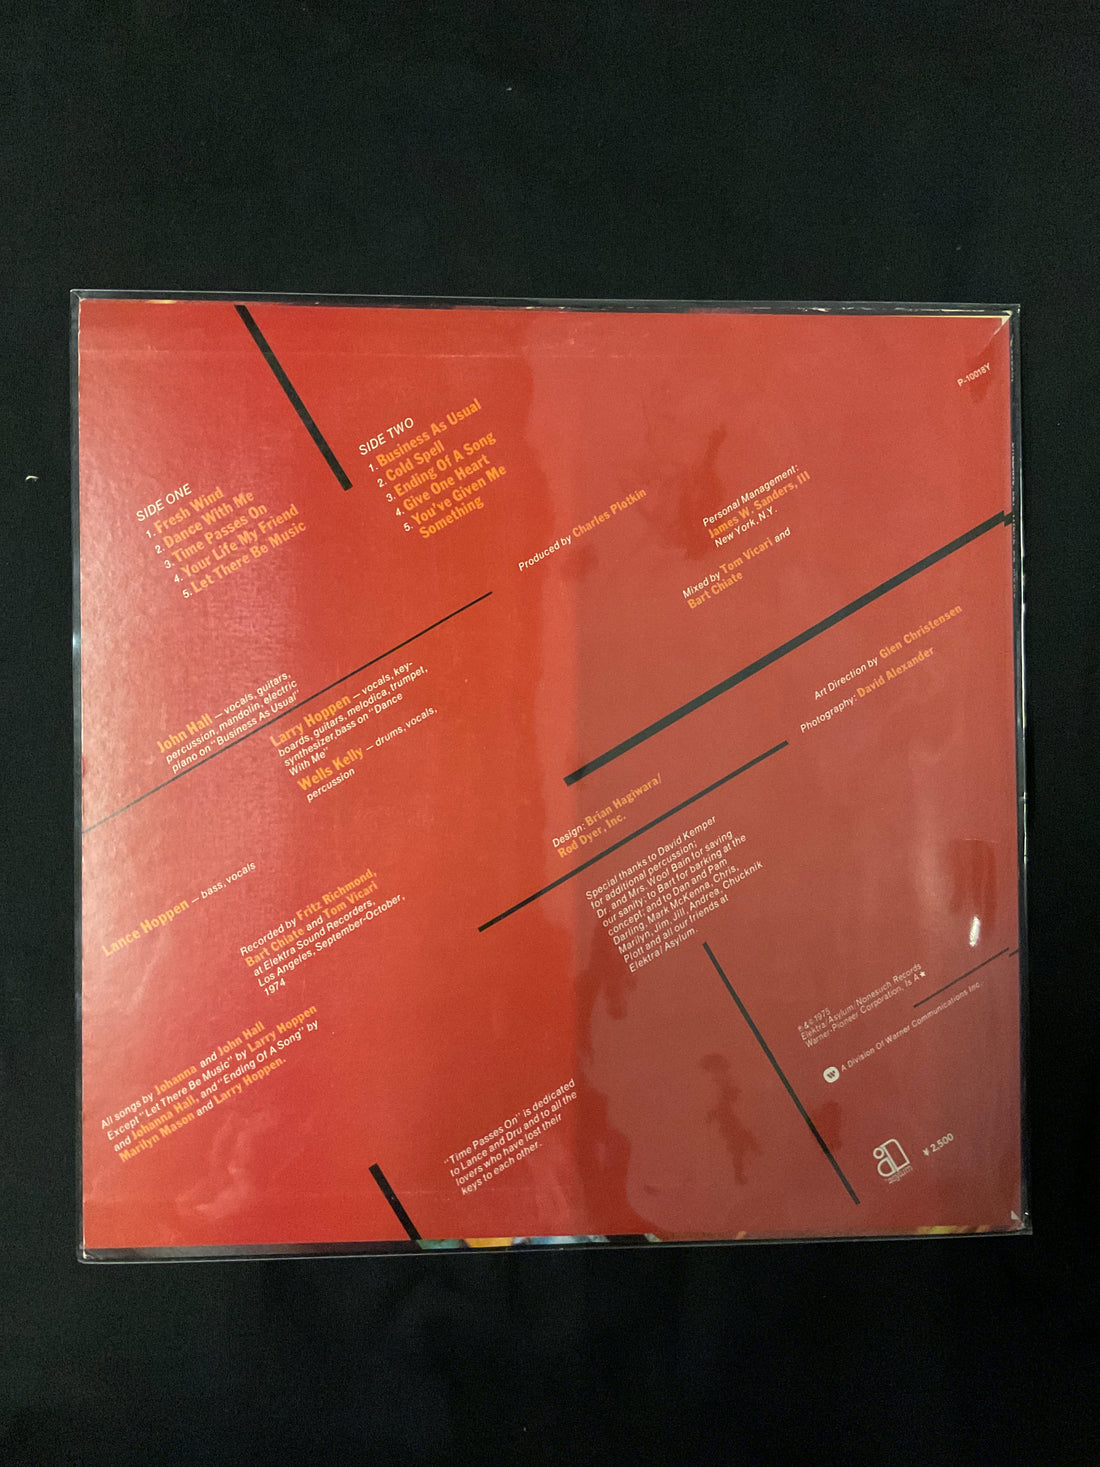 P-10018Y
SIDE ONE
1. Fresh Wind
2. Dance With Me
3. Time Passes On
4. Your Life My Friend
5. Let There Be Music
SIDE TWO
1. Business As Usual
2. Cold Spell
3. Ending Of A Song
4. Give One Heart
5. You've Given Me
Something
Produced by Charles Plotkin
Personal Management:
James W. Sanders, III
New York, N.Y.
Mixed by Tom Vicari and
Bart Chiate
Art Direction by Glen Christensen
Photography: David Alexander
John Hall — vocals, guitars,
percussion, mandolin, electric
piano on "Business As Usual"
Larry Hoppen — vocals, key-
boards, guitars, melodica, trumpet,
synthesizer, bass on "Dance
With Me"
Wells Kelly — drums, vocals,
percussion
Lance Hoppen — bass, vocals
Design: Brian Hagiwara/
Rod Dyer, Inc.
Recorded by Fritz Richmond,
Bart Chiate and Tom Vicari
at Elektra Sound Recorders,
Los Angeles, September-October,
1974
Special thanks to David Kemper
for additional percussion;
Dr. and Mrs. Woof Bain for saving
our sanity; to Bart for barking at the
concept; and to Dan and Pam
Darling, Mark McKenna, Chris,
Marilyn, Jim, Jill, Andrea, Chucknik
Plott and all our friends at
Elektra/Asylum.
All songs by Johanna and John Hall
Except "Let There Be Music" by Larry Hoppen
and Johanna Hall, and "Ending Of A Song" by
Marilyn Mason and Larry Hoppen.
"Time Passes On" is dedicated
to Lance and Dru and to all the
lovers who have lost their
keys to each other.
℗ & © 1975
Elektra/Asylum/Nonesuch Records
Warner-Pioneer Corporation, Is A★
A Division Of Warner Communications Inc.
asylum
¥ 2,500